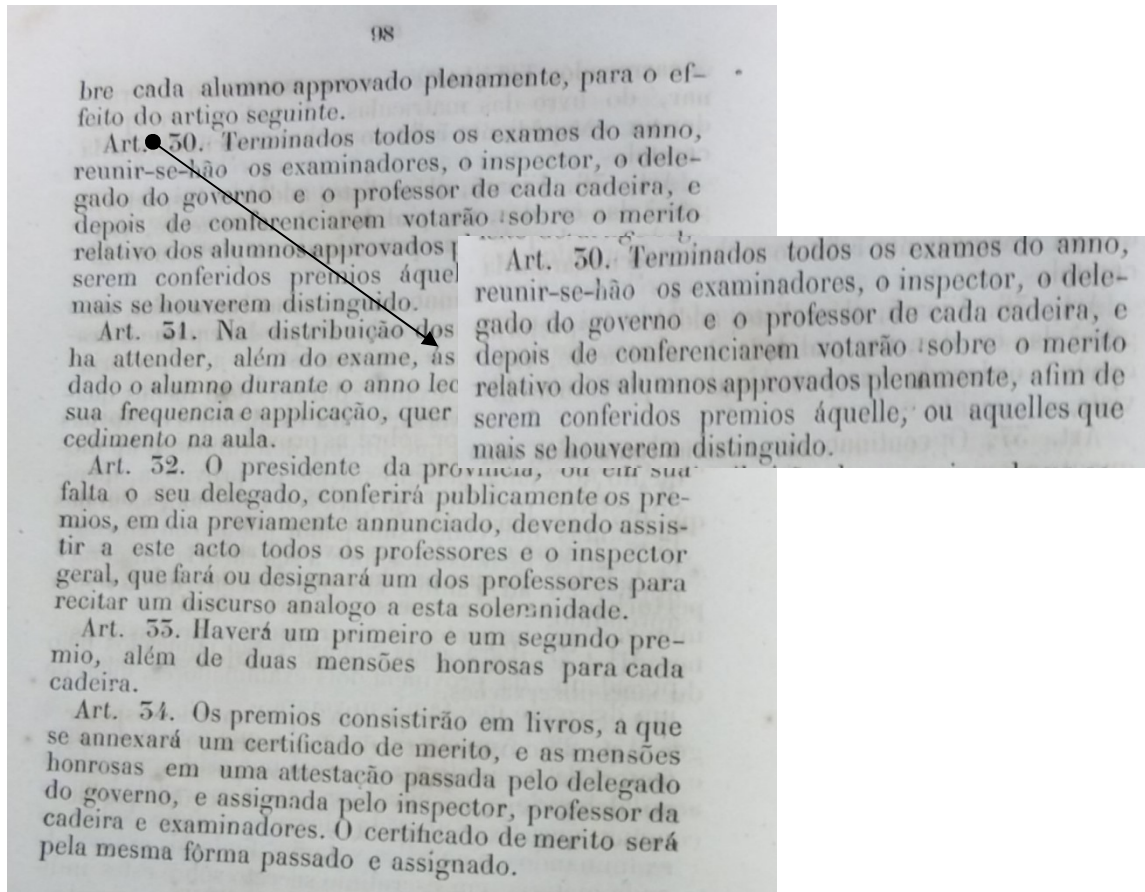 98
bre cada alumno approvado plenamente, para o ef-
feito do artigo seguinte.
Art. 30. Terminados todos os exames do anno,
reunir-se-hão os examinadores, o inspector, o dele-
gado do governo e o professor de cada cadeira, e
depois de conferenciarem votarão sobre o merito
relativo dos alumnos approvados
serem conferidos premios áquel
mais se houverem distinguido.
Art. 31. Na distribuição dos
ha attender, além do exame, ás
dado o alumno durante o anno lec
sua frequencia e applicação, quer
cedimento na aula.
Art. 32. O presidente da provincia, ou em sua
falta o seu delegado, conferirá publicamente os pre-
mios, em dia previamente annunciado, devendo assis-
tir a este acto todos os professores e o inspector
geral, que fará ou designará um dos professores para
recitar um discurso analogo a esta solemnidade.
Art. 33. Haverá um primeiro e um segundo pre-
mio, além de duas mensões honrosas para cada
cadeira.
Art. 34. Os premios consistirão em livros, a que
se annexará um certificado de merito, e as mensões
honrosas em uma attestação passada pelo delegado
do governo, e assignada pelo inspector, professor da
cadeira e examinadores. O certificado de merito será
pela mesma fôrma passado e assignado.
Art. 30. Terminados todos os exames do anno,
reunir-se-hão os examinadores, o inspector, o dele-
gado do governo e o professor de cada cadeira, e
depois de conferenciarem votarão sobre o merito
relativo dos alumnos approvados plenamente, afim de
serem conferidos premios áquelle, ou aquelles que
mais se houverem distinguido.